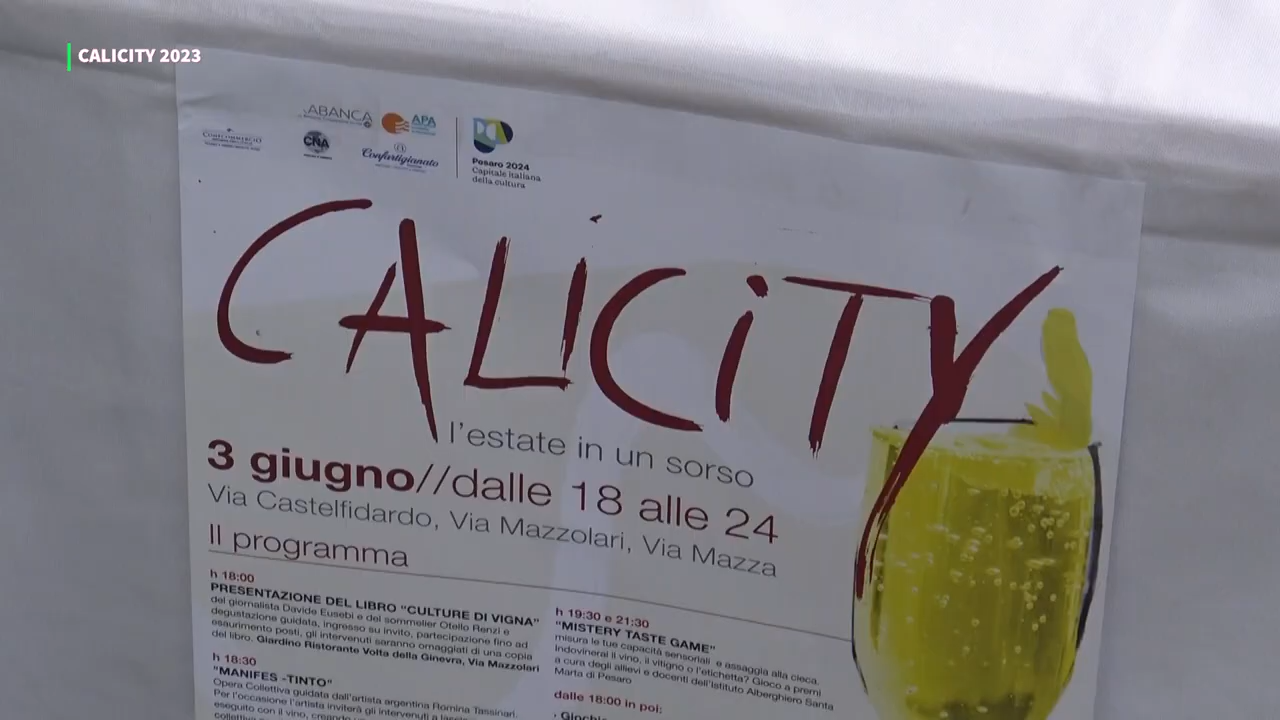 CALICITY 2023
ABANCA
APA
CNA
Confartigianato
Pesaro 2024
Capitale italiana
della cultura
CALICITY
l'estate in un sorso
3 giugno//dalle 18 alle 24
Via Castelfidardo, Via Mazzolari, Via Mazza
Il programma
h 18:00
PRESENTAZIONE DEL LIBRO "CULTURE DI VIGNA"
del giornalista Davide Eusebi e del sommelier Otello Renzi e
degustazione guidata, ingresso su invito, partecipazione fino ad
esaurimento posti, gli intervenuti saranno omaggiati di una copia
del libro. Giardino Ristorante Volta della Ginevra, Via Mazzolari
h 18:30
"MANIFES -TINTO"
Opera Collettiva guidata dall'artista argentina Romina Tassinari.
Per l'occasione l'artista inviterà gli intervenuti a
eseguito con il vino,
h 19:30 e 21:30
"MISTERY TASTE GAME"
misura le tue capacità sensoriali e assaggia alla cieca.
Indovinerai il vino, il vitigno o l'etichetta? Gioco a premi
a cura degli allievi e docenti dell'Istituto Alberghiero Santa
Marta di Pesaro
dalle 18:00 in poi: